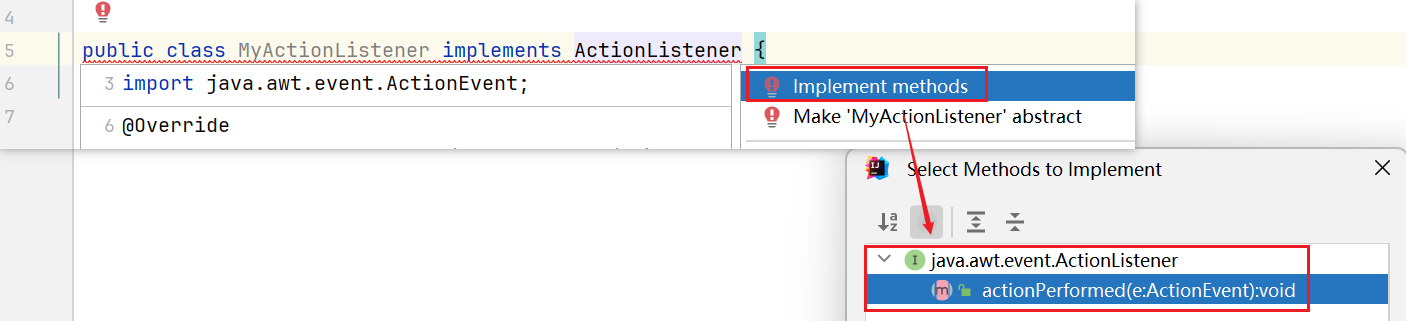 4
5 public class MyActionListener implements ActionListener {
6 3 import java.awt.event.ActionEvent; Implement methods
7 6 @Override Make 'MyActionListener' abstract
Select Methods to Implement
java.awt.event.ActionListener
actionPerformed(e:ActionEvent):void